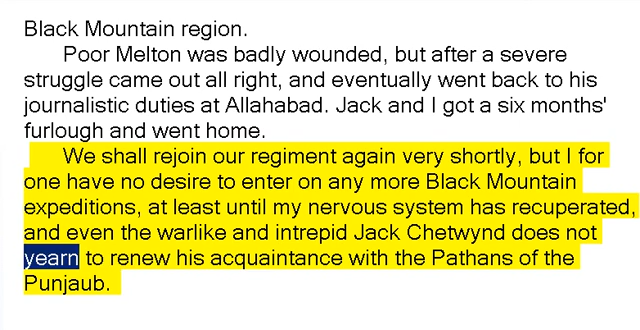 Black Mountain region.
Poor Melton was badly wounded, but after a severe
struggle came out all right, and eventually went back to his
journalistic duties at Allahabad. Jack and I got a six months'
furlough and went home.
We shall rejoin our regiment again very shortly, but I for
one have no desire to enter on any more Black Mountain
expeditions, at least until my nervous system has recuperated,
and even the warlike and intrepid Jack Chetwynd does not
yearn to renew his acquaintance with the Pathans of the
Punjaub.